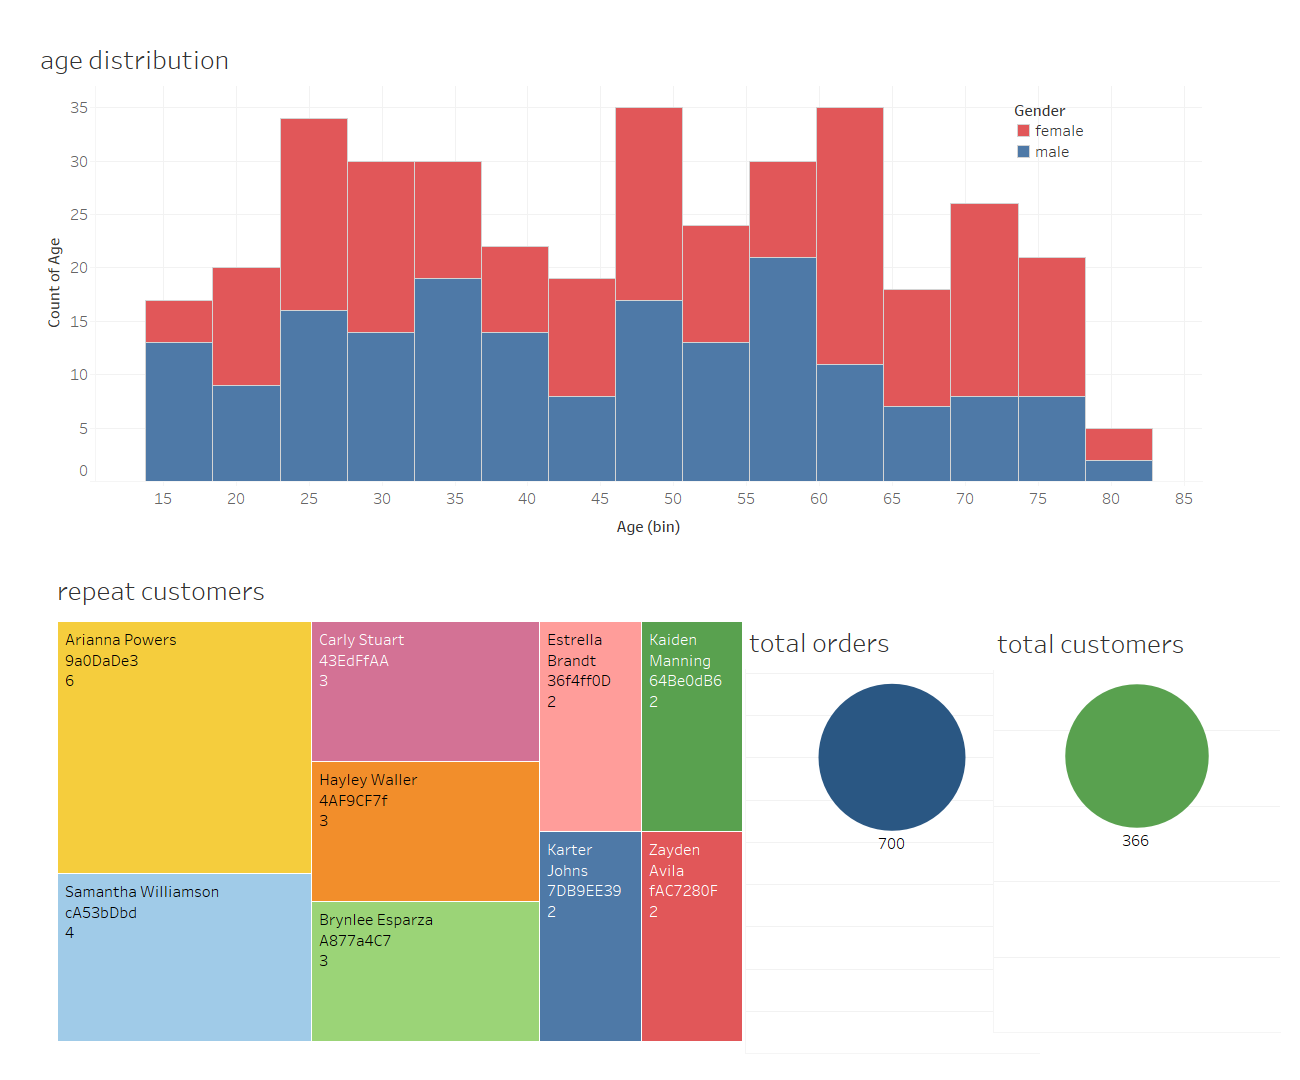 age distribution
35
30
25
20
15
10
5
0
Count of Age
Gender
female
male
15 20 25 30 35 40 45 50 55 60 65 70 75 80 85
Age (bin)
repeat customers
Arianna Powers
9a0DaDe3
6
Samantha Williamson
cA53bDbd
4
Carly Stuart
43EdFfAA
3
Hayley Waller
4AF9CF7f
3
Brynlee Esparza
A877a4C7
3
Estrella
Brandt
36f4ff0D
2
Kaiden
Manning
64Be0dB6
2
Karter
Johns
7DB9EE39
2
Zayden
Avila
fAC7280F
2
total orders
700
total customers
366